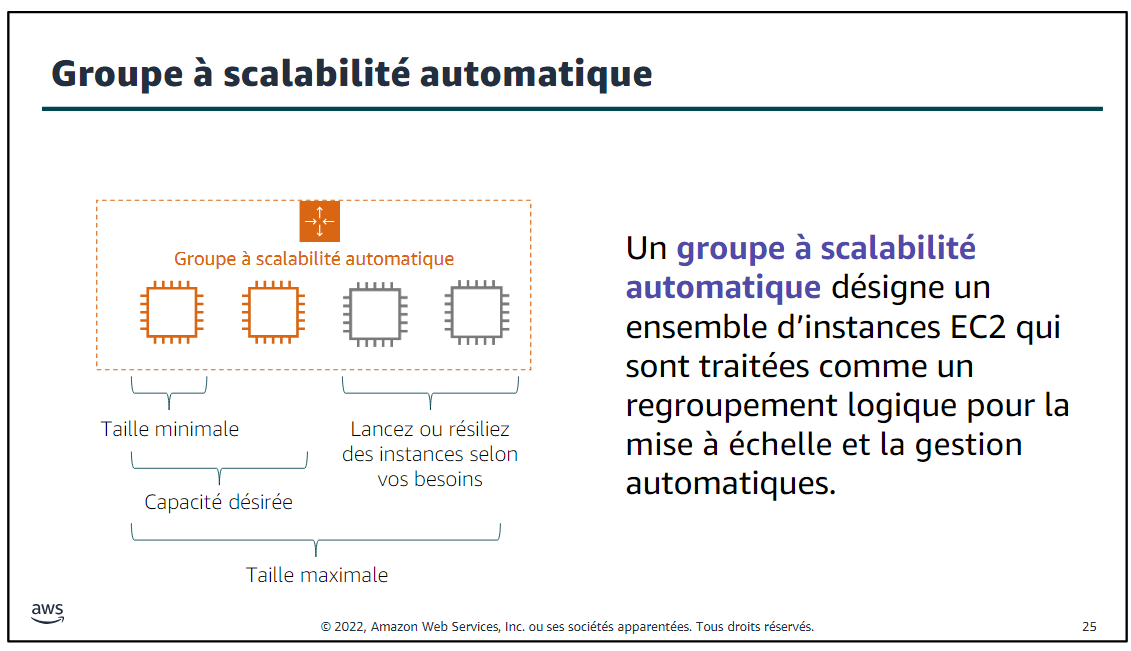 Groupe à scalabilité automatique
Groupe à scalabilité automatique
Taille minimale
Lancez ou résiliez
des instances selon
vos besoins
Capacité désirée
Taille maximale
Un groupe à scalabilité
automatique désigne un
ensemble d’instances EC2 qui
sont traitées comme un
regroupement logique pour la
mise à échelle et la gestion
automatiques.
aws
© 2022, Amazon Web Services, Inc. ou ses sociétés apparentées. Tous droits réservés.
25